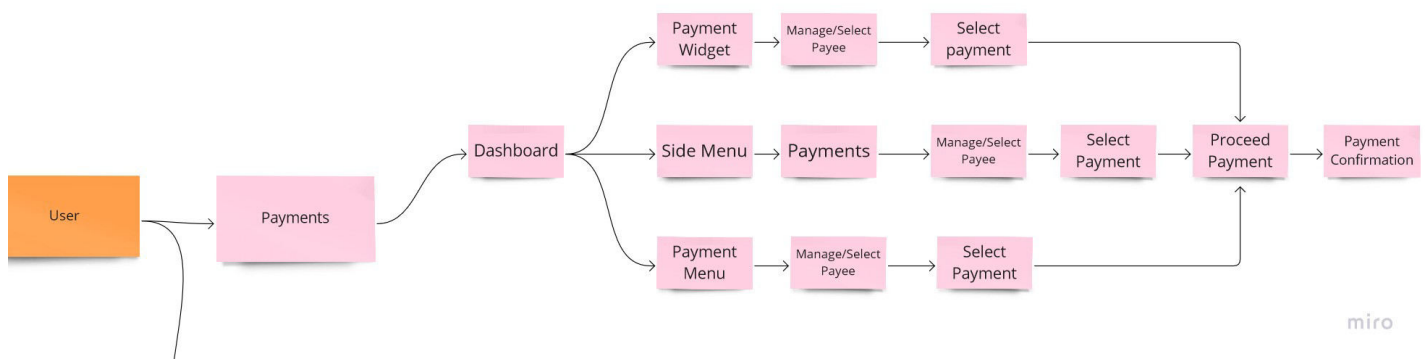 User
Payments
Dashboard
Payment
Widget
Manage/Select
Payee
Select
payment
Side Menu
Payments
Manage/Select
Payee
Select
Payment
Proceed
Payment
Payment
Confirmation
Payment
Menu
Manage/Select
Payee
Select
Payment
miro